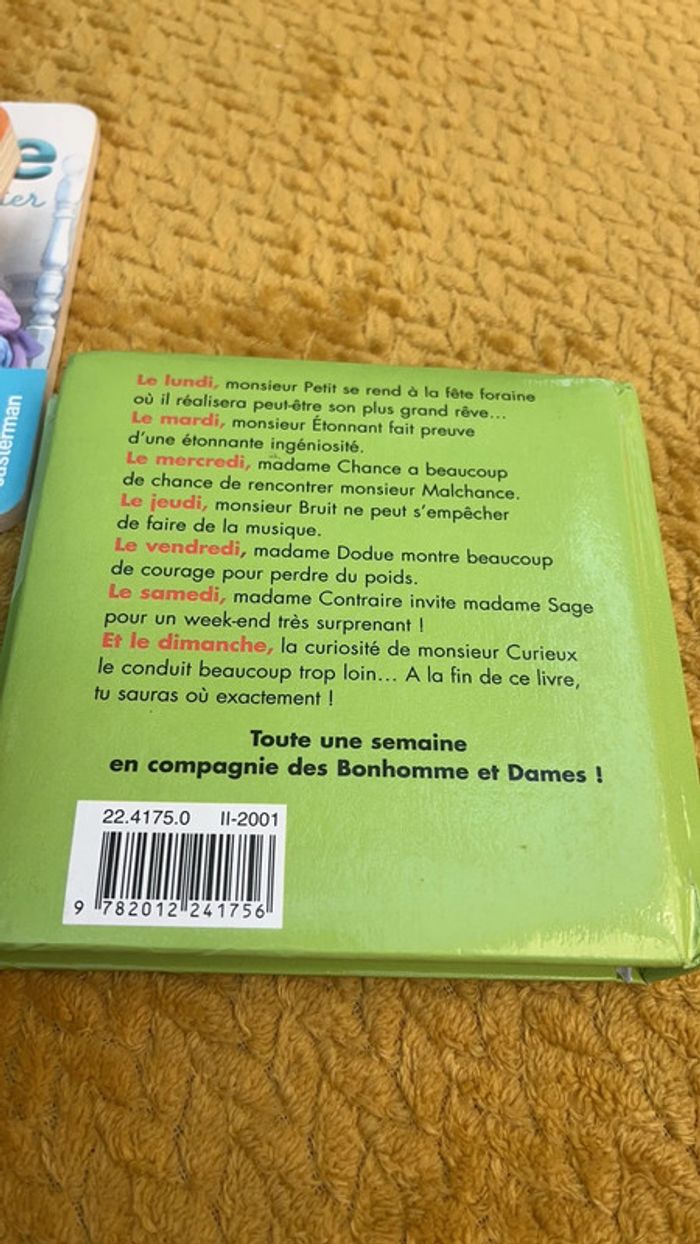 e
ier
casterman
Le lundi, monsieur Petit se rend à la fête foraine
où il réalisera peut-être son plus grand rêve...
Le mardi, monsieur Étonnant fait preuve
d'une étonnante ingéniosité.
Le mercredi, madame Chance a beaucoup
de chance de rencontrer monsieur Malchance.
Le jeudi, monsieur Bruit ne peut s'empêcher
de faire de la musique.
Le vendredi, madame Dodue montre beaucoup
de courage pour perdre du poids.
Le samedi, madame Contraire invite madame Sage
pour un week-end très surprenant !
Et le dimanche, la curiosité de monsieur Curieux
le conduit beaucoup trop loin... A la fin de ce livre,
tu sauras où exactement !
Toute une semaine
en compagnie des Bonhomme et Dames !
22.4175.0 II-2001
9 782012 241756